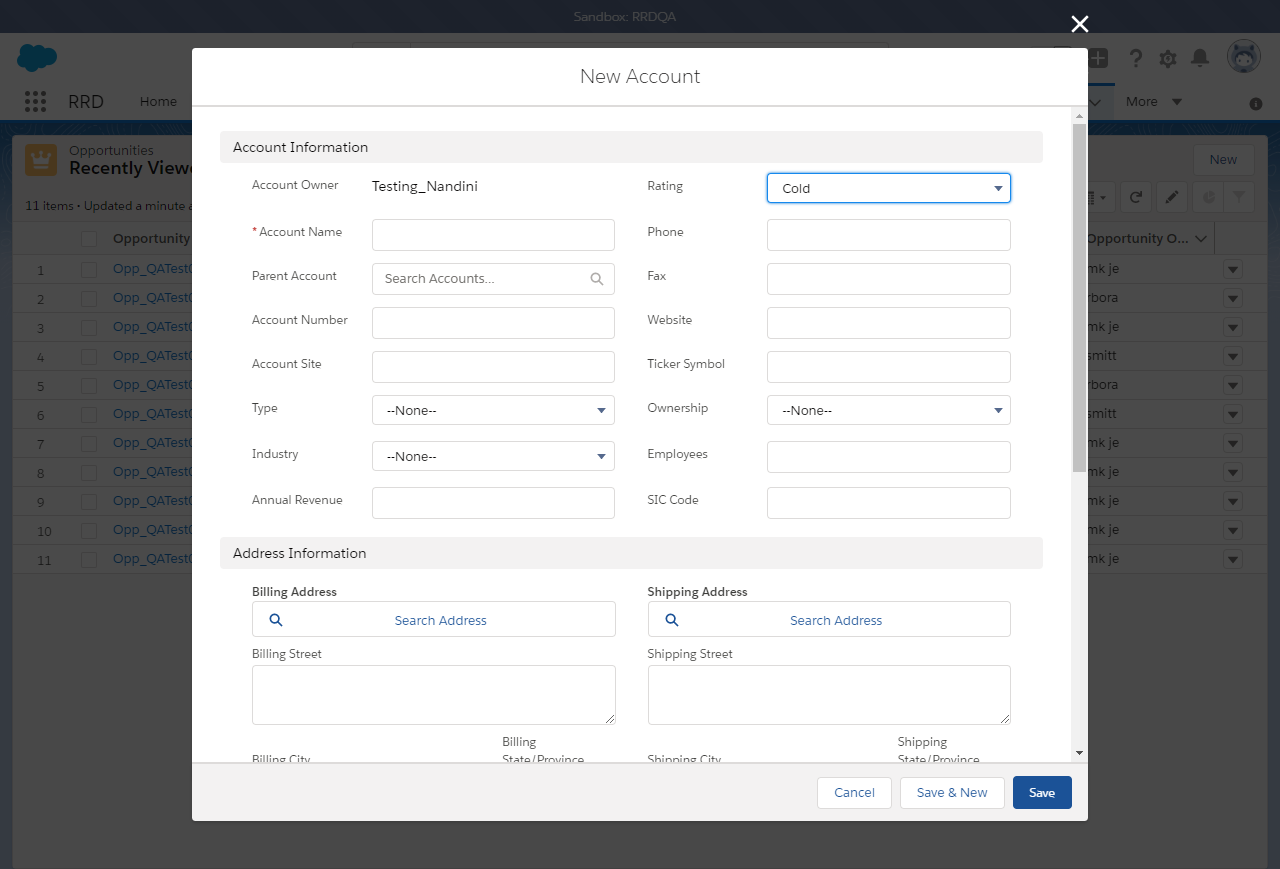 Sandbox: RRDQA
New Account
RRD
Home
More
Opportunities
Recently View
New
11 items • Updated a minute a
Opportunity
Opportunity O...
Account Information
Account Owner
Testing_Nandini
Rating
Cold
*Account Name
Phone
Parent Account
Search Accounts...
Fax
Account Number
Website
Account Site
Ticker Symbol
Type
--None--
Ownership
--None--
Industry
--None--
Employees
Annual Revenue
SIC Code
1 Opp_QATest mk je
2 Opp_QATest rbora
3 Opp_QATest mk je
4 Opp_QATest smitt
5 Opp_QATest rbora
6 Opp_QATest smitt
7 Opp_QATest mk je
8 Opp_QATest mk je
9 Opp_QATest mk je
10 Opp_QATest mk je
11 Opp_QATest mk je
Address Information
Billing Address
Shipping Address
Search Address
Search Address
Billing Street
Shipping Street
Billing City
Billing
State/Province
Shipping City
Shipping
State/Province
Cancel
Save & New
Save